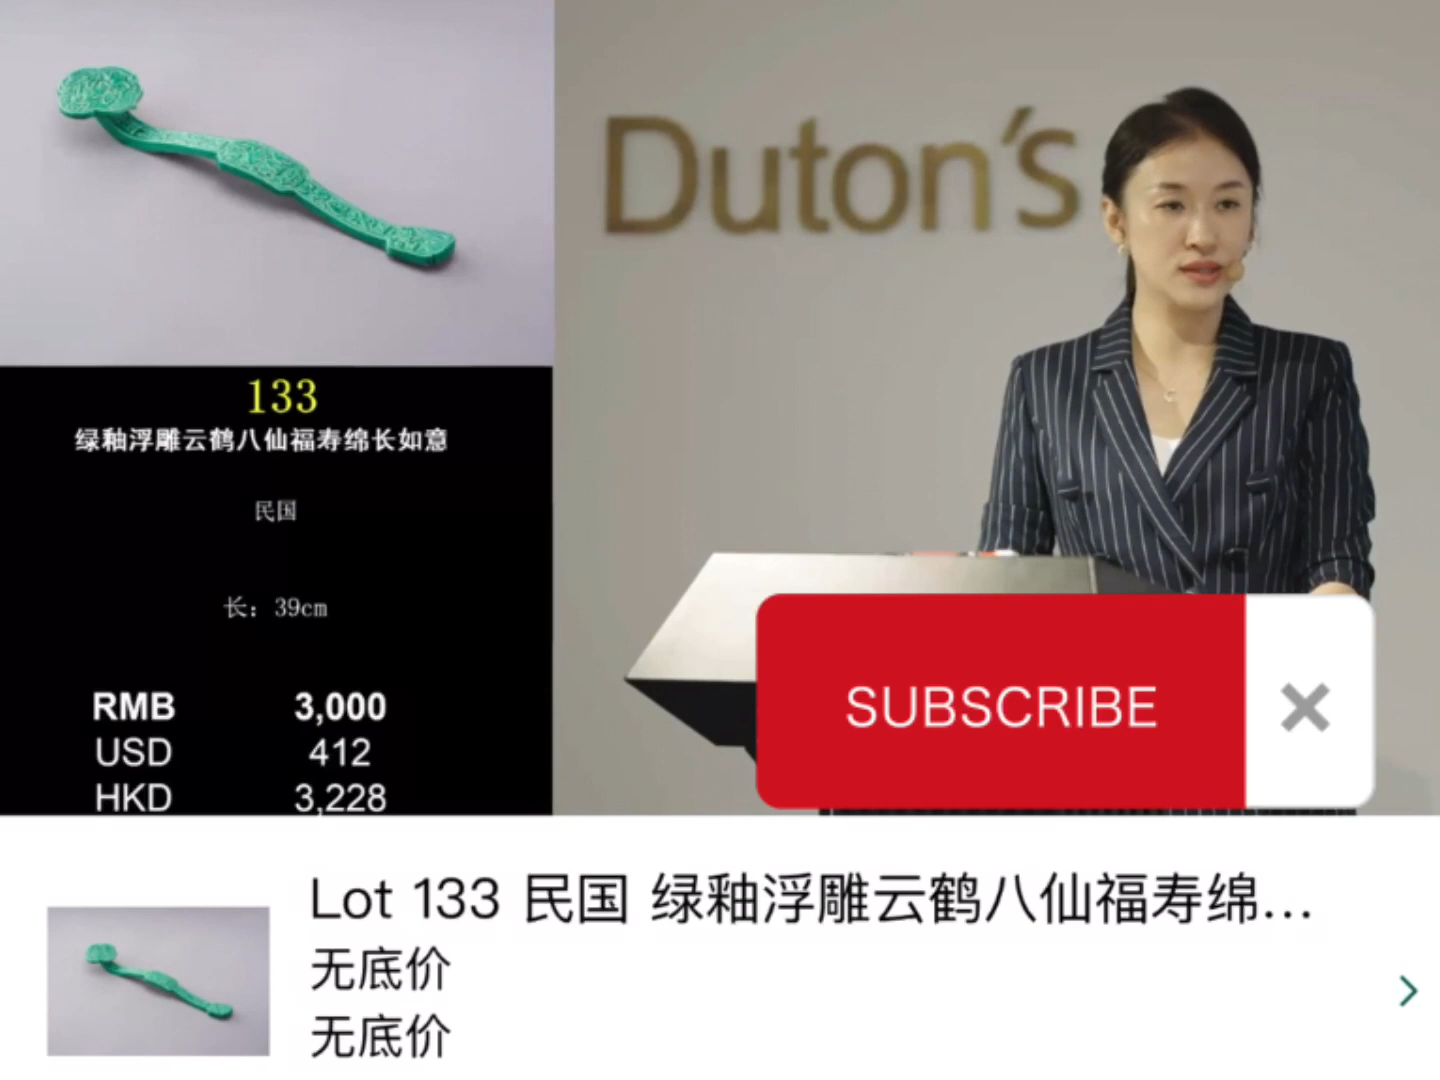 Duton's
133
绿釉浮雕云鹤八仙福寿绵长如意
民国
长: 39cm
RMB 3,000
USD 412
HKD 3,228
SUBSCRIBE
Lot 133 民国 绿釉浮雕云鹤八仙福寿绵...
无底价
无底价